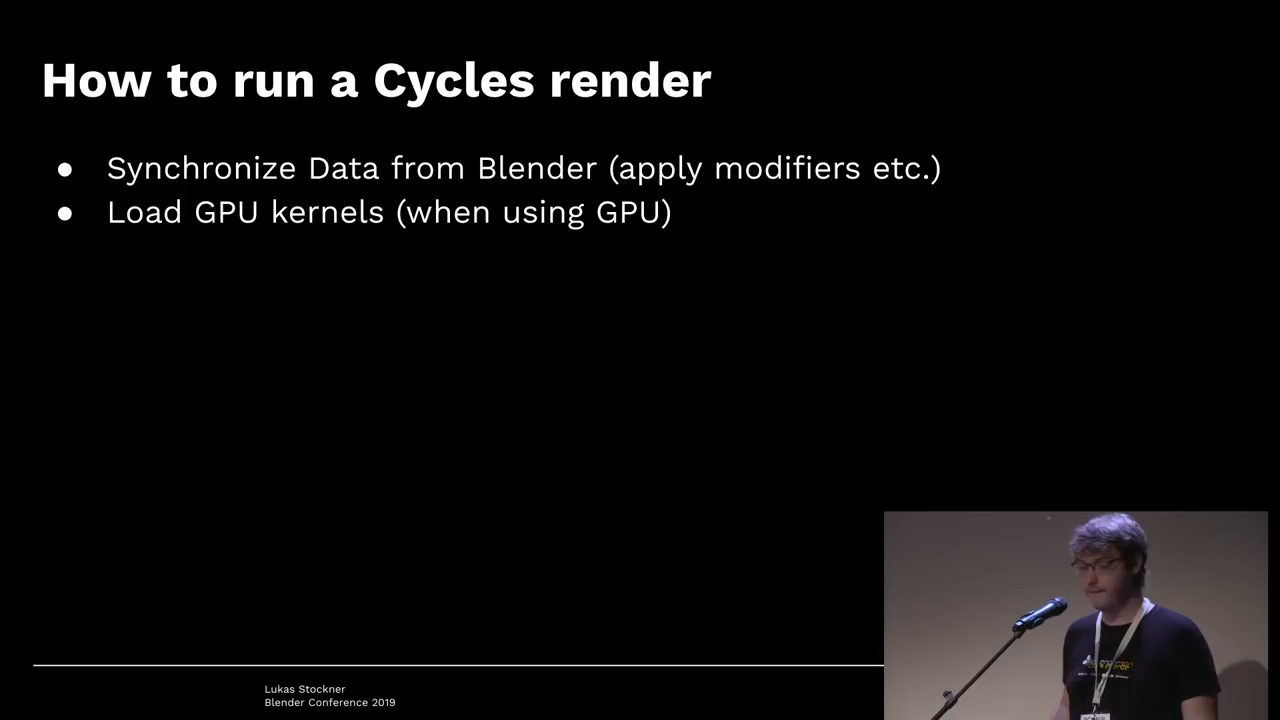 How to run a Cycles render
● Synchronize Data from Blender (apply modifiers etc.)
● Load GPU kernels (when using GPU)
Lukas Stockner
Blender Conference 2019